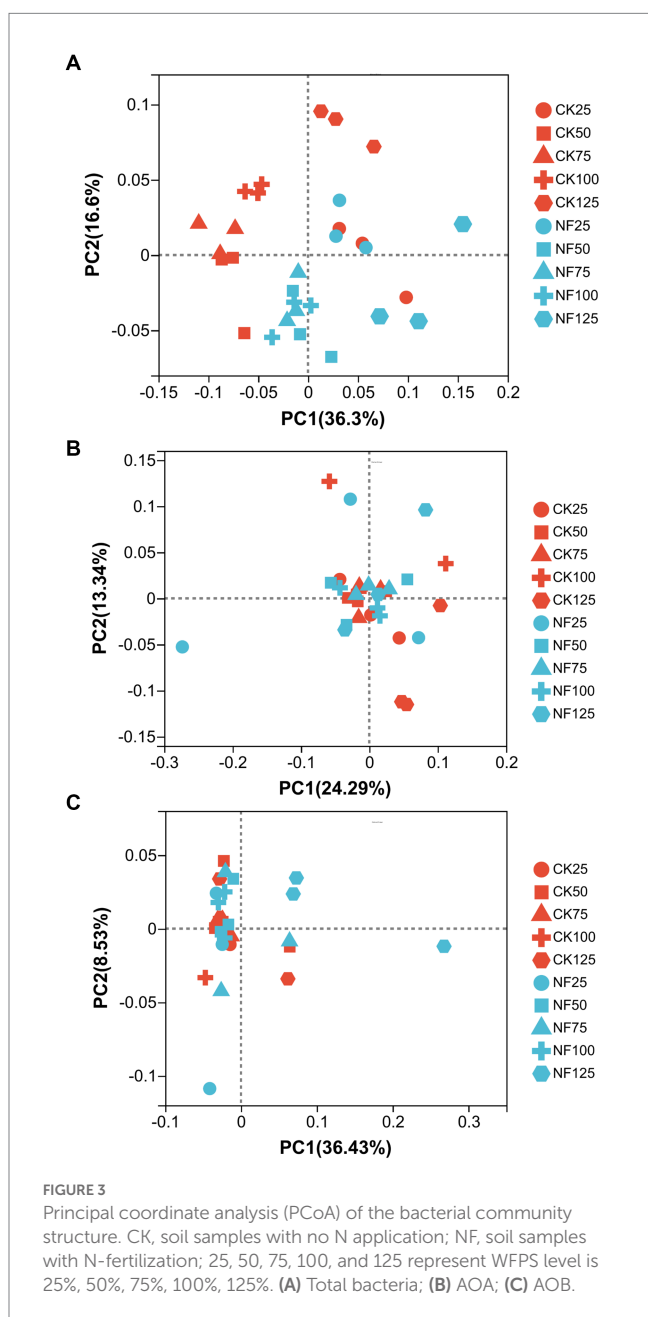 A
PC2(16.6%)
0.1
0.05
0
-0.05
-0.15
-0.1
-0.05
0
0.05
0.1
0.15
0.2
PC1(36.3%)
CK25
CK50
CK75
CK100
CK125
NF25
NF50
NF75
NF100
NF125
B
PC2(13.34%)
0.15
0.1
0.05
0
-0.05
-0.1
-0.15
-0.3
-0.2
-0.1
0
0.1
0.2
PC1(24.29%)
CK25
CK50
CK75
CK100
CK125
NF25
NF50
NF75
NF100
NF125
C
PC2(8.53%)
0.05
0
-0.05
-0.1
-0.1
0
0.1
0.2
0.3
PC1(36.43%)
CK25
CK50
CK75
CK100
CK125
NF25
NF50
NF75
NF100
NF125
FIGURE 3
Principal coordinate analysis (PCoA) of the bacterial community
structure. CK, soil samples with no N application; NF, soil samples
with N-fertilization; 25, 50, 75, 100, and 125 represent WFPS level is
25%, 50%, 75%, 100%, 125%. (A) Total bacteria; (B) AOA; (C) AOB.